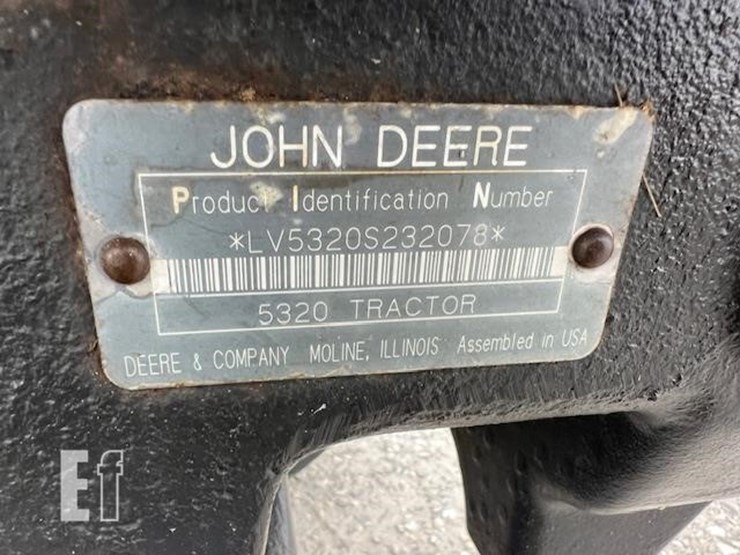 JOHN DEERE
Product Identification Number
*LV5320S232078*
5320 TRACTOR
DEERE & COMPANY MOLINE, ILLINOIS Assembled in USA
Ef